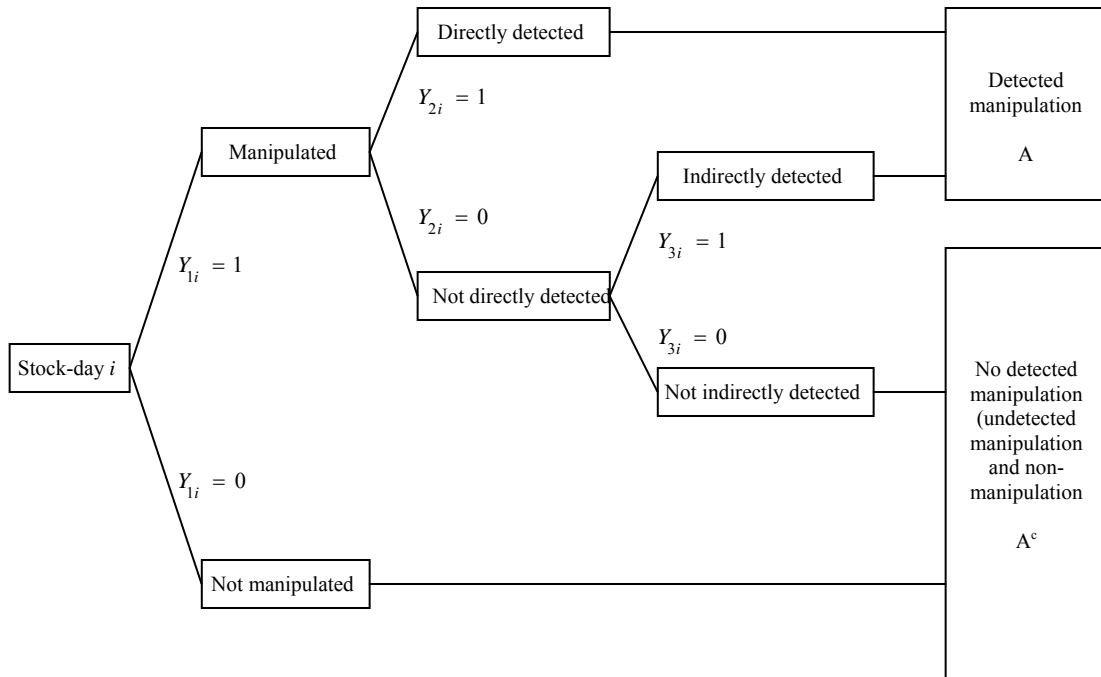 Directly detected
Y2i = 1
Detected
manipulation
A
Manipulated
Indirectly detected
Y2i = 0
Y3i = 1
Y1i = 1
Not directly detected
Y3i = 0
Stock-day i
Not indirectly detected
No detected
manipulation
(undetected
manipulation
and non-
manipulation
Aᶜ
Y1i = 0
Not manipulated